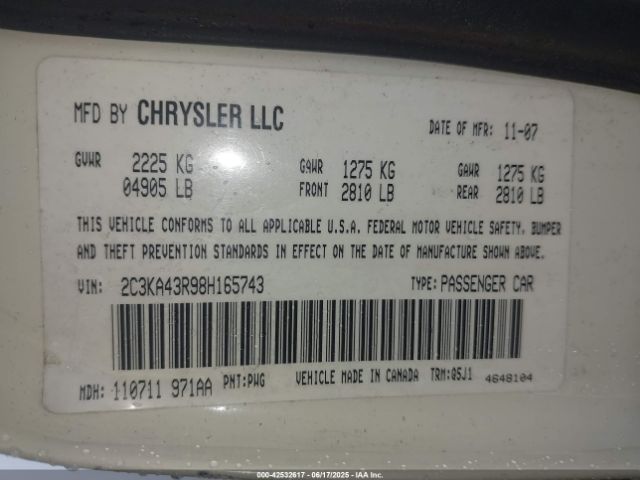 MFD BY CHRYSLER LLC DATE OF MFR: 11-07
GVWR 2225 KG GAWR 1275 KG GAWR 1275 KG
04905 LB FRONT 2810 LB REAR 2810 LB
THIS VEHICLE CONFORMS TO ALL APPLICABLE U.S.A. FEDERAL MOTOR VEHICLE SAFETY, BUMPER
AND THEFT PREVENTION STANDARDS IN EFFECT ON THE DATE OF MANUFACTURE SHOWN ABOVE.
VIN: 2C3KA43R98H165743 TYPE: PASSENGER CAR
MDH: 110711 971AA PNT:PWG VEHICLE MADE IN CANADA TRM:G5J1 4648104
000-42532617 - 06/17/2025 - IAAI - Copart, Inc.